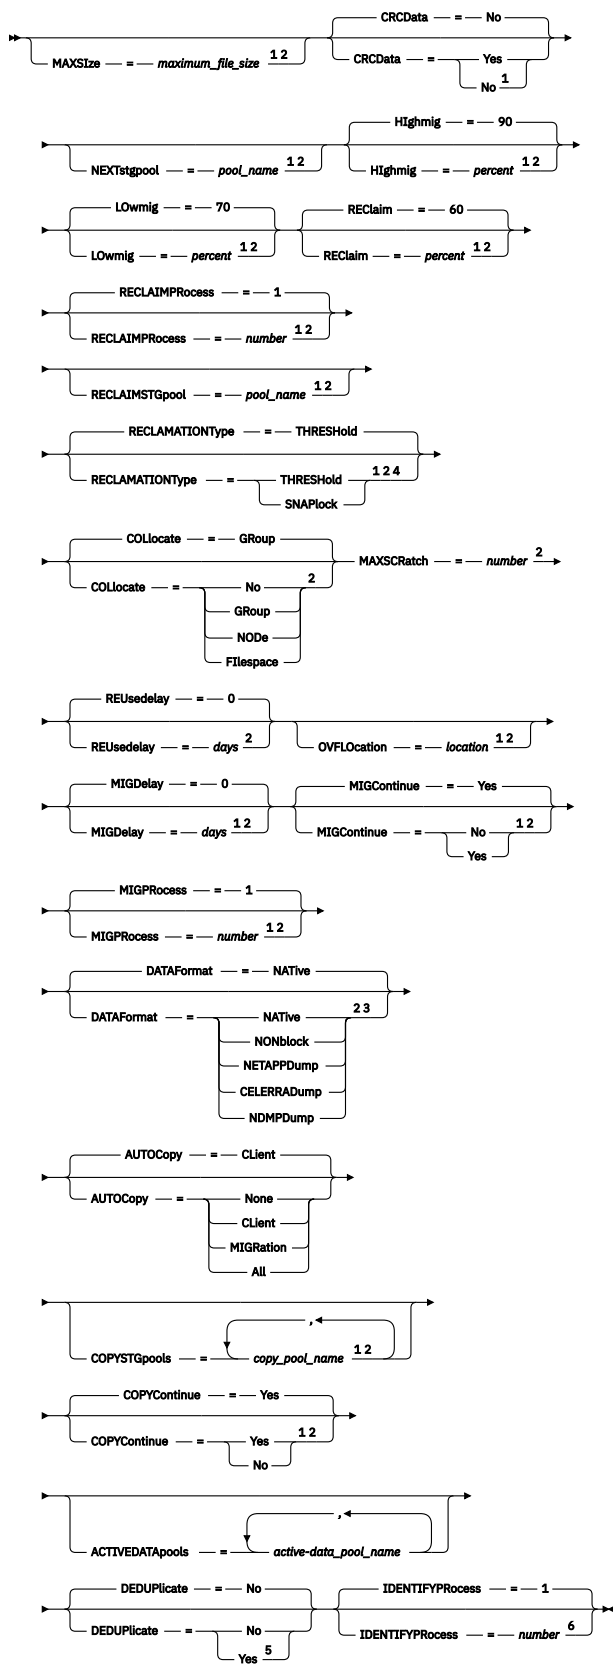 CRCData = No
MAXSIze = maximum_file_size 1 2
CRCData = Yes
No 1
HIghmig = 90
NEXTstgpool = pool_name 1 2
HIghmig = percent 1 2
LOwmig = 70
REClaim = 60
LOwmig = percent 1 2
REClaim = percent 1 2
RECLAIMPRocess = 1
RECLAIMPRocess = number 1 2
RECLAIMSTGpool = pool_name 1 2
RECLAMATIONType = THRESHold
RECLAMATIONType = THRESHold 1 2 4
SNAPlock
COLlocate = GRoup
COLlocate = No 2
GRoup
NODe
FIlespace
MAXSCRatch = number 2
REUsedelay = 0
REUsedelay = days 2
OVFLOcation = location 1 2
MIGDelay = 0
MIGContinue = Yes
MIGDelay = days 1 2
MIGContinue = No 1 2
Yes
MIGPRocess = 1
MIGPRocess = number 1 2
DATAFormat = NATive
DATAFormat = NATive 2 3
NONblock
NETAPPDump
CELERRADump
NDMPDump
AUTOCopy = CLient
AUTOCopy = None
CLient
MIGRation
All
,
COPYSTGpools = copy_pool_name 1 2
COPYContinue = Yes
COPYContinue = Yes 1 2
No
,
ACTIVEDATApools = active-data_pool_name
DEDUPlicate = No
IDENTIFYPRocess = 1
DEDUPlicate = No
Yes 5
IDENTIFYPRocess = number 6